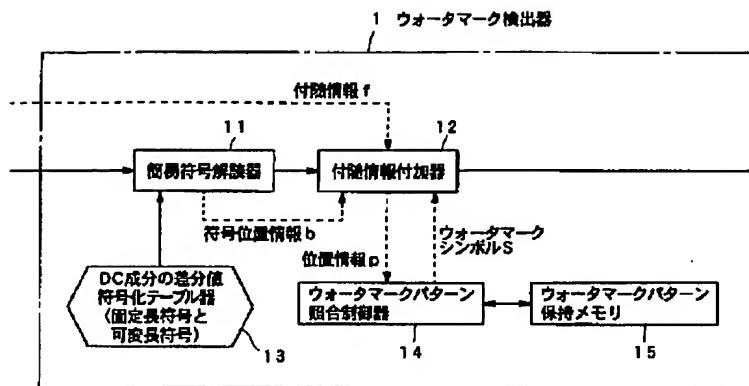 1 ウォータマーク検出器
付随情報f
11
12
簡易符号解読器
付随情報付加器
符号位置情報b
位置情報p
ウォータマーク
シンボルS
DC成分の差分値
符号化テーブル器
(固定長符号と
可変長符号)
13
ウォータマークパターン
照合制御器
14
ウォータマークパターン
保持メモリ
15